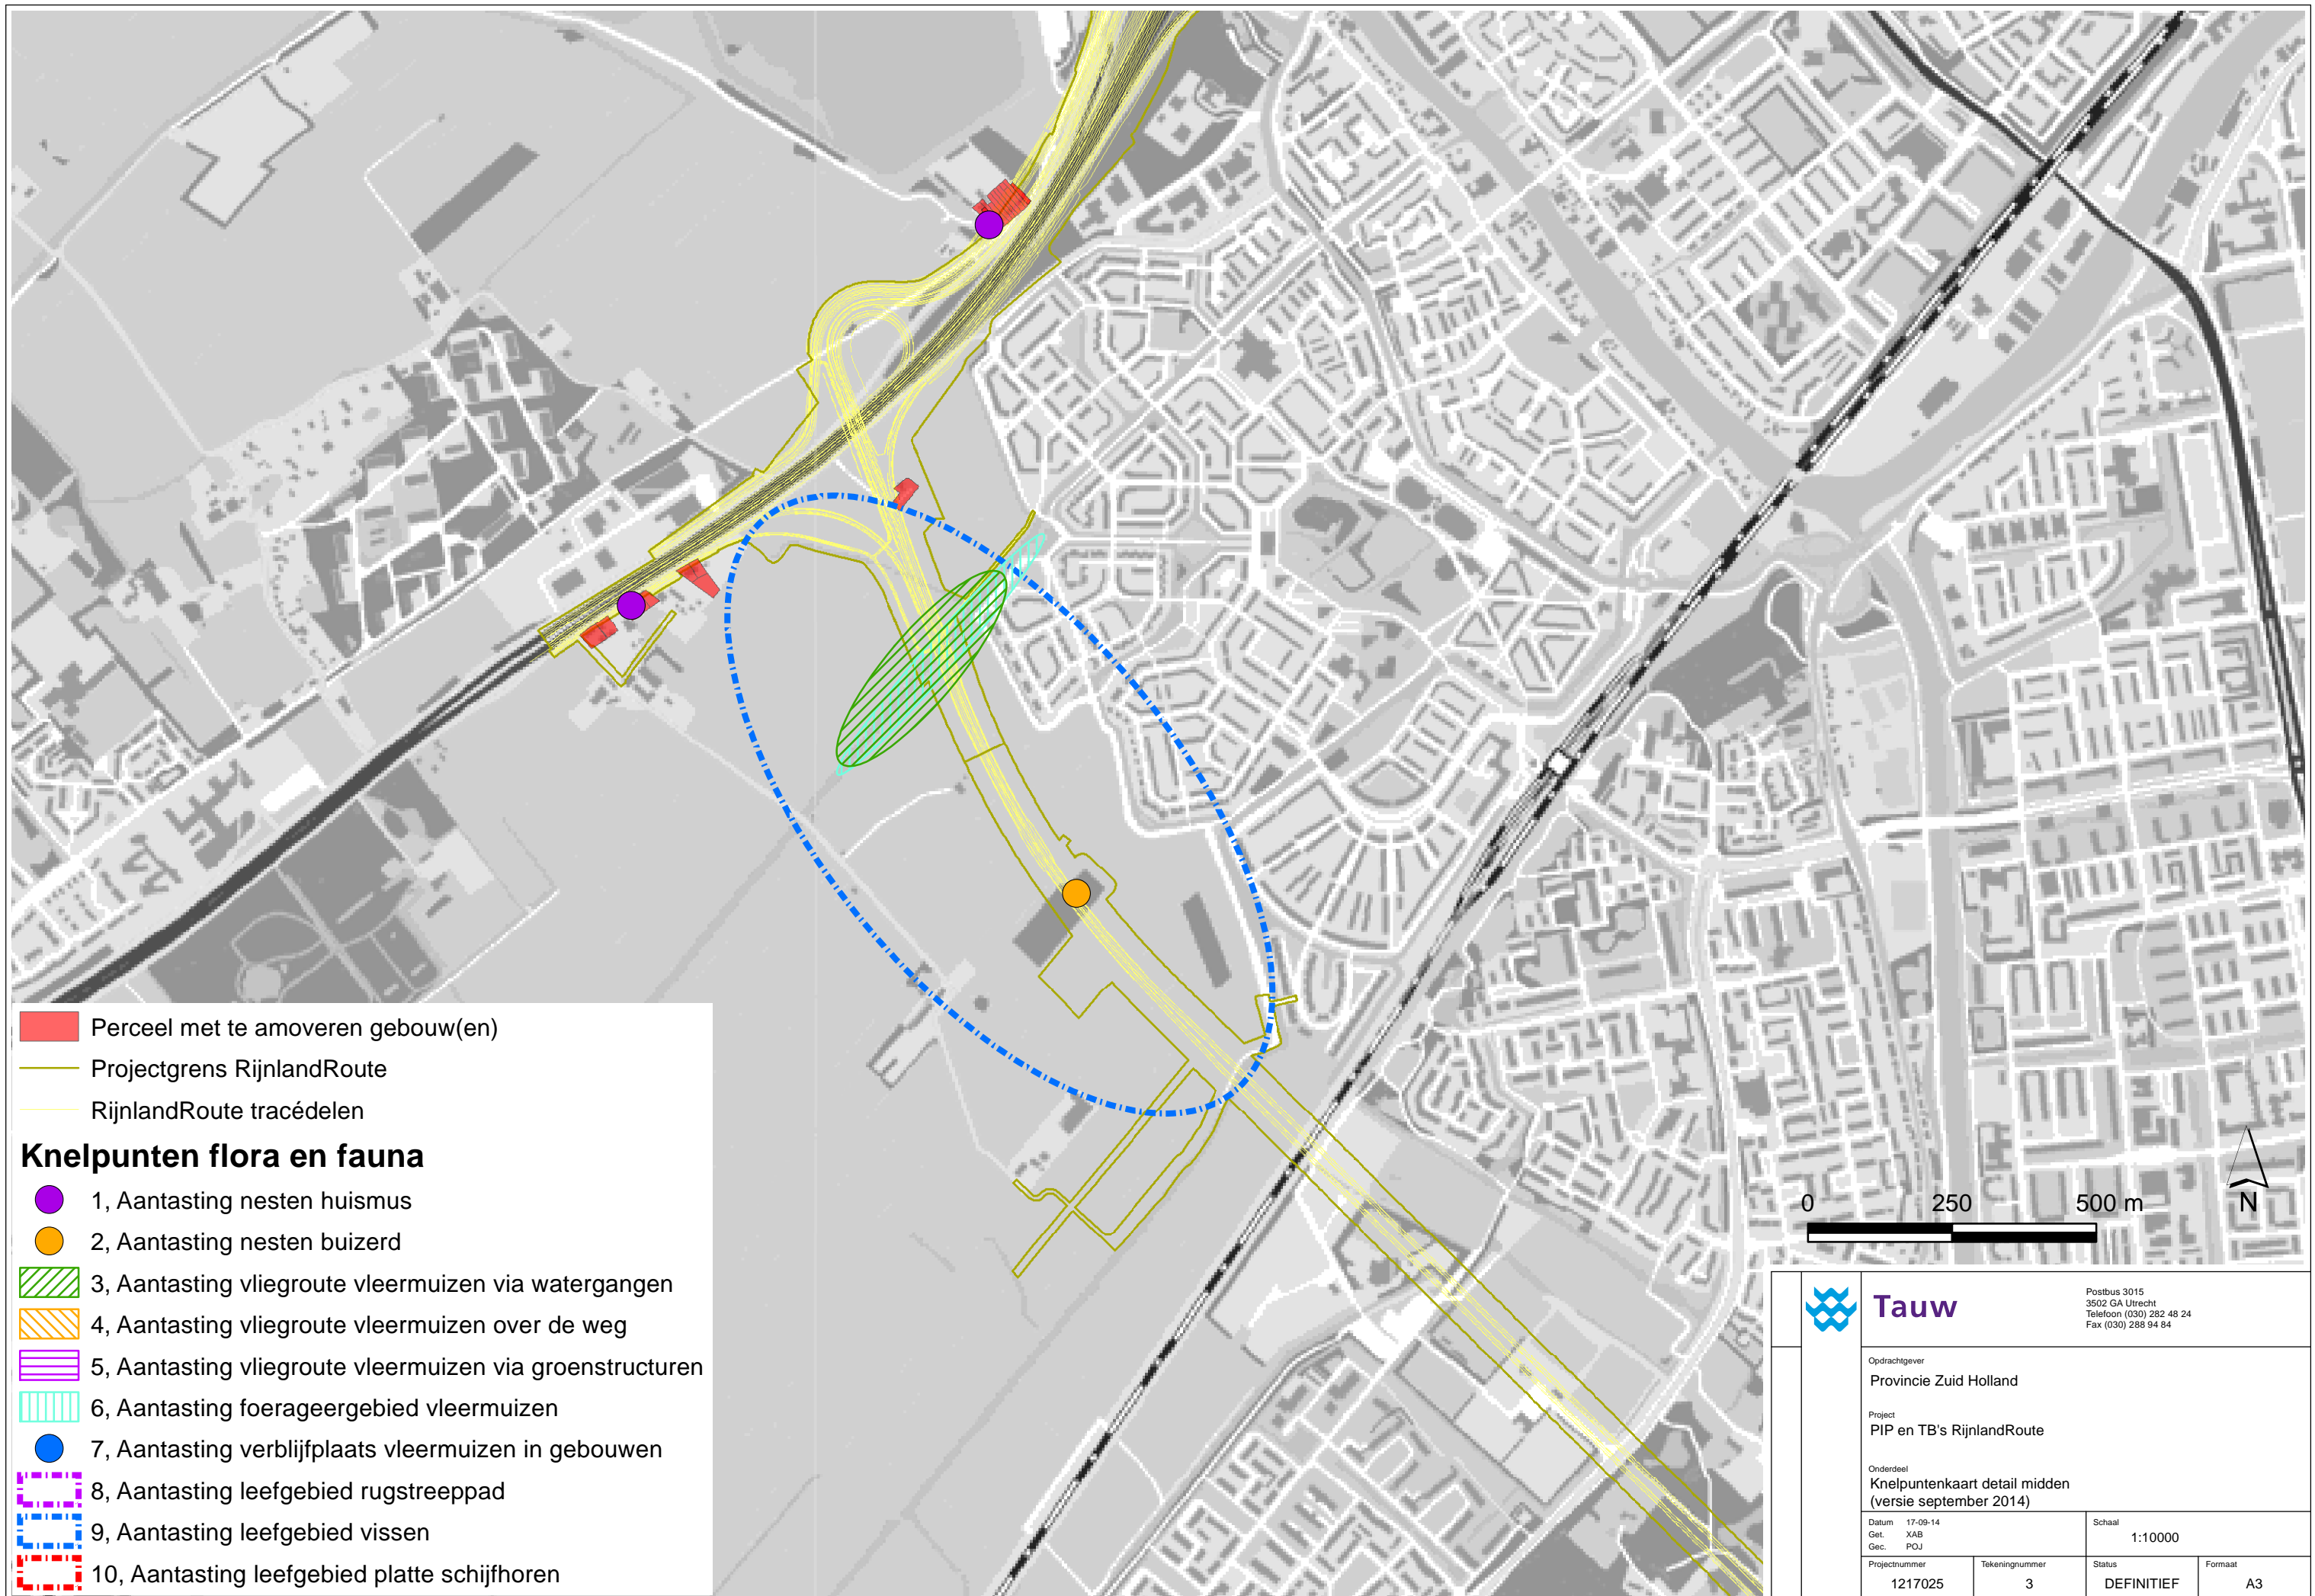 Perceel met te amoveren gebouw(en)
Projectgrens RijnlandRoute
RijnlandRoute tracédelen
Knelpunten flora en fauna
1, Aantasting nesten huismus
2, Aantasting nesten buizerd
3, Aantasting vliegroute vleermuizen via watergangen
4, Aantasting vliegroute vleermuizen over de weg
5, Aantasting vliegroute vleermuizen via groenstructuren
6, Aantasting foerageergebied vleermuizen
7, Aantasting verblijfplaats vleermuizen in gebouwen
8, Aantasting leefgebied rugstreeppad
9, Aantasting leefgebied vissen
10, Aantasting leefgebied platte schijfhoren
0 250 500 m
N
Tauw
Postbus 3015
3502 GA Utrecht
Telefoon (030) 282 48 24
Fax (030) 288 94 84
Opdrachtgever
Provincie Zuid Holland
Project
PIP en TB's RijnlandRoute
Onderdeel
Knelpuntenkaart detail midden
(versie september 2014)
Datum 17-09-14
Get. XAB
Gec. POJ
Schaal
1:10000
Projectnummer
1217025
Tekeningnummer
3
Status
DEFINITIEF
Formaat
A3